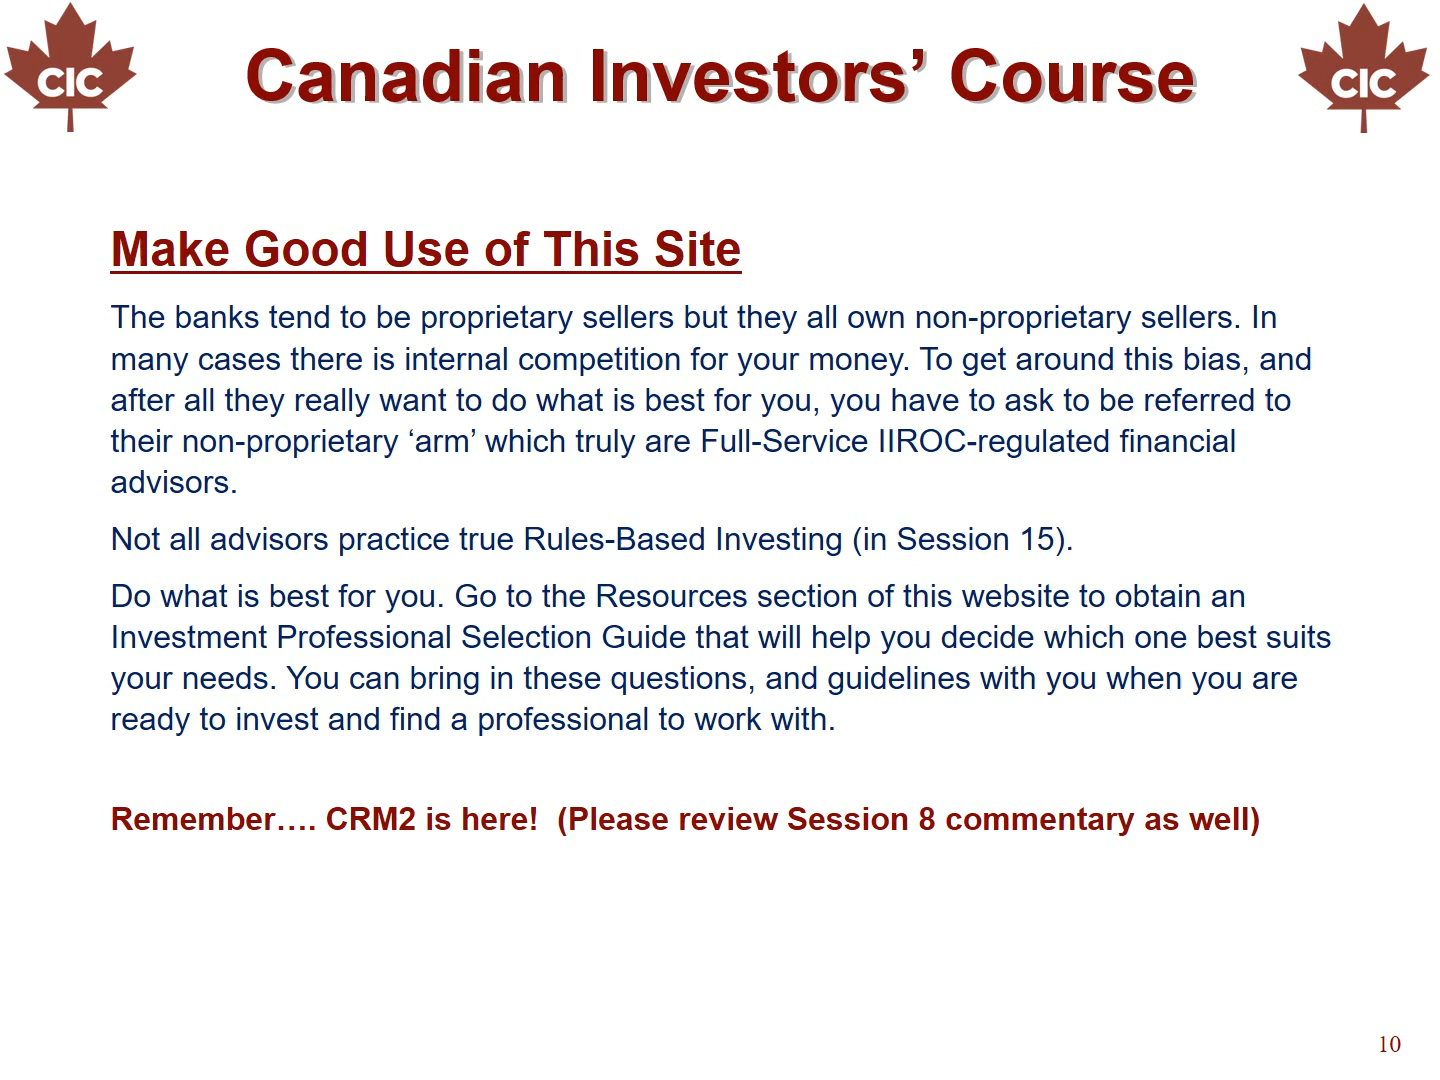 CIC
Canadian Investors’ Course
CIC
Make Good Use of This Site
The banks tend to be proprietary sellers but they all own non-proprietary sellers. In
many cases there is internal competition for your money. To get around this bias, and
after all they really want to do what is best for you, you have to ask to be referred to
their non-proprietary ‘arm’ which truly are Full-Service IIROC-regulated financial
advisors.
Not all advisors practice true Rules-Based Investing (in Session 15).
Do what is best for you. Go to the Resources section of this website to obtain an
Investment Professional Selection Guide that will help you decide which one best suits
your needs. You can bring in these questions, and guidelines with you when you are
ready to invest and find a professional to work with.
Remember…. CRM2 is here!  (Please review Session 8 commentary as well)
10